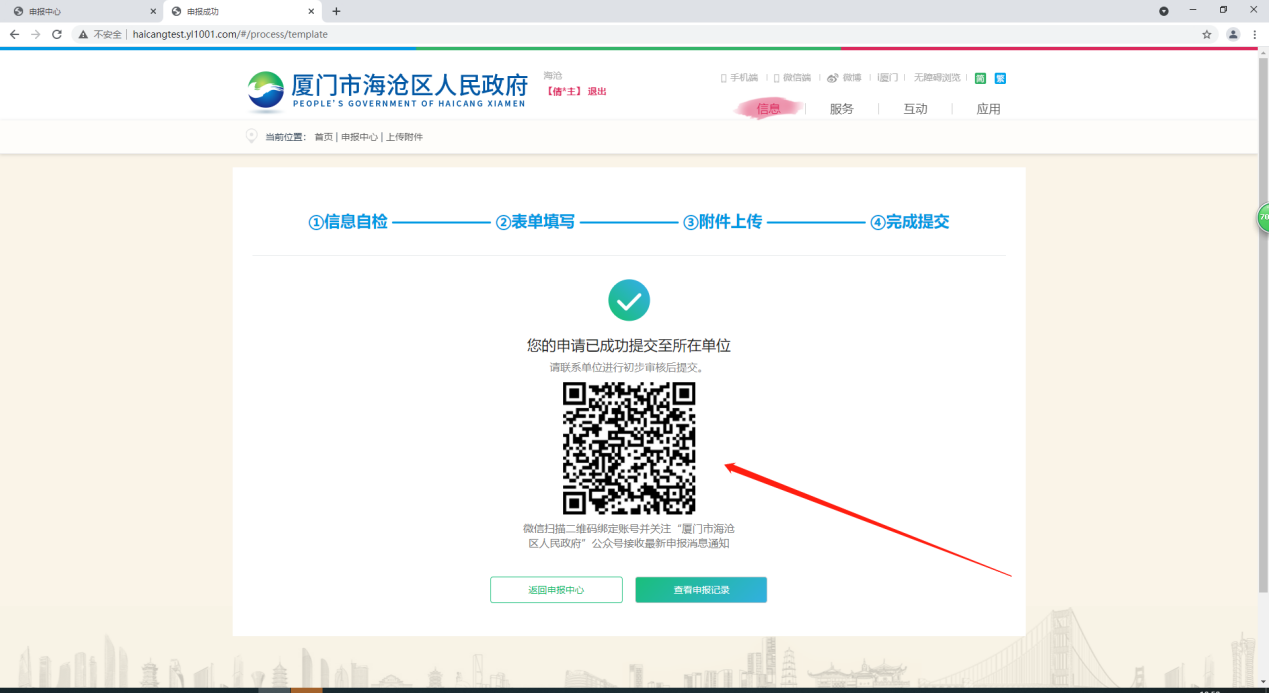 申报中心
申报成功
不安全
haicangtest.yl1001.com/#/process/template
厦门市海沧区人民政府
PEOPLE'S GOVERNMENT OF HAICANG XIAMEN
海沧
【倩*主】 退出
手机端 | 微信端 | 微博 | i厦门 | 无障碍浏览 | 简 繁
信息 | 服务 | 互动 | 应用
当前位置： 首页 | 申报中心 | 上传附件
①信息自检
②表单填写
③附件上传
④完成提交
您的申请已成功提交至所在单位
请联系单位进行初步审核后提交。
微信扫描二维码绑定账号并关注“厦门市海沧
区人民政府”公众号接收最新申报消息通知
返回申报中心
查看申报记录
70